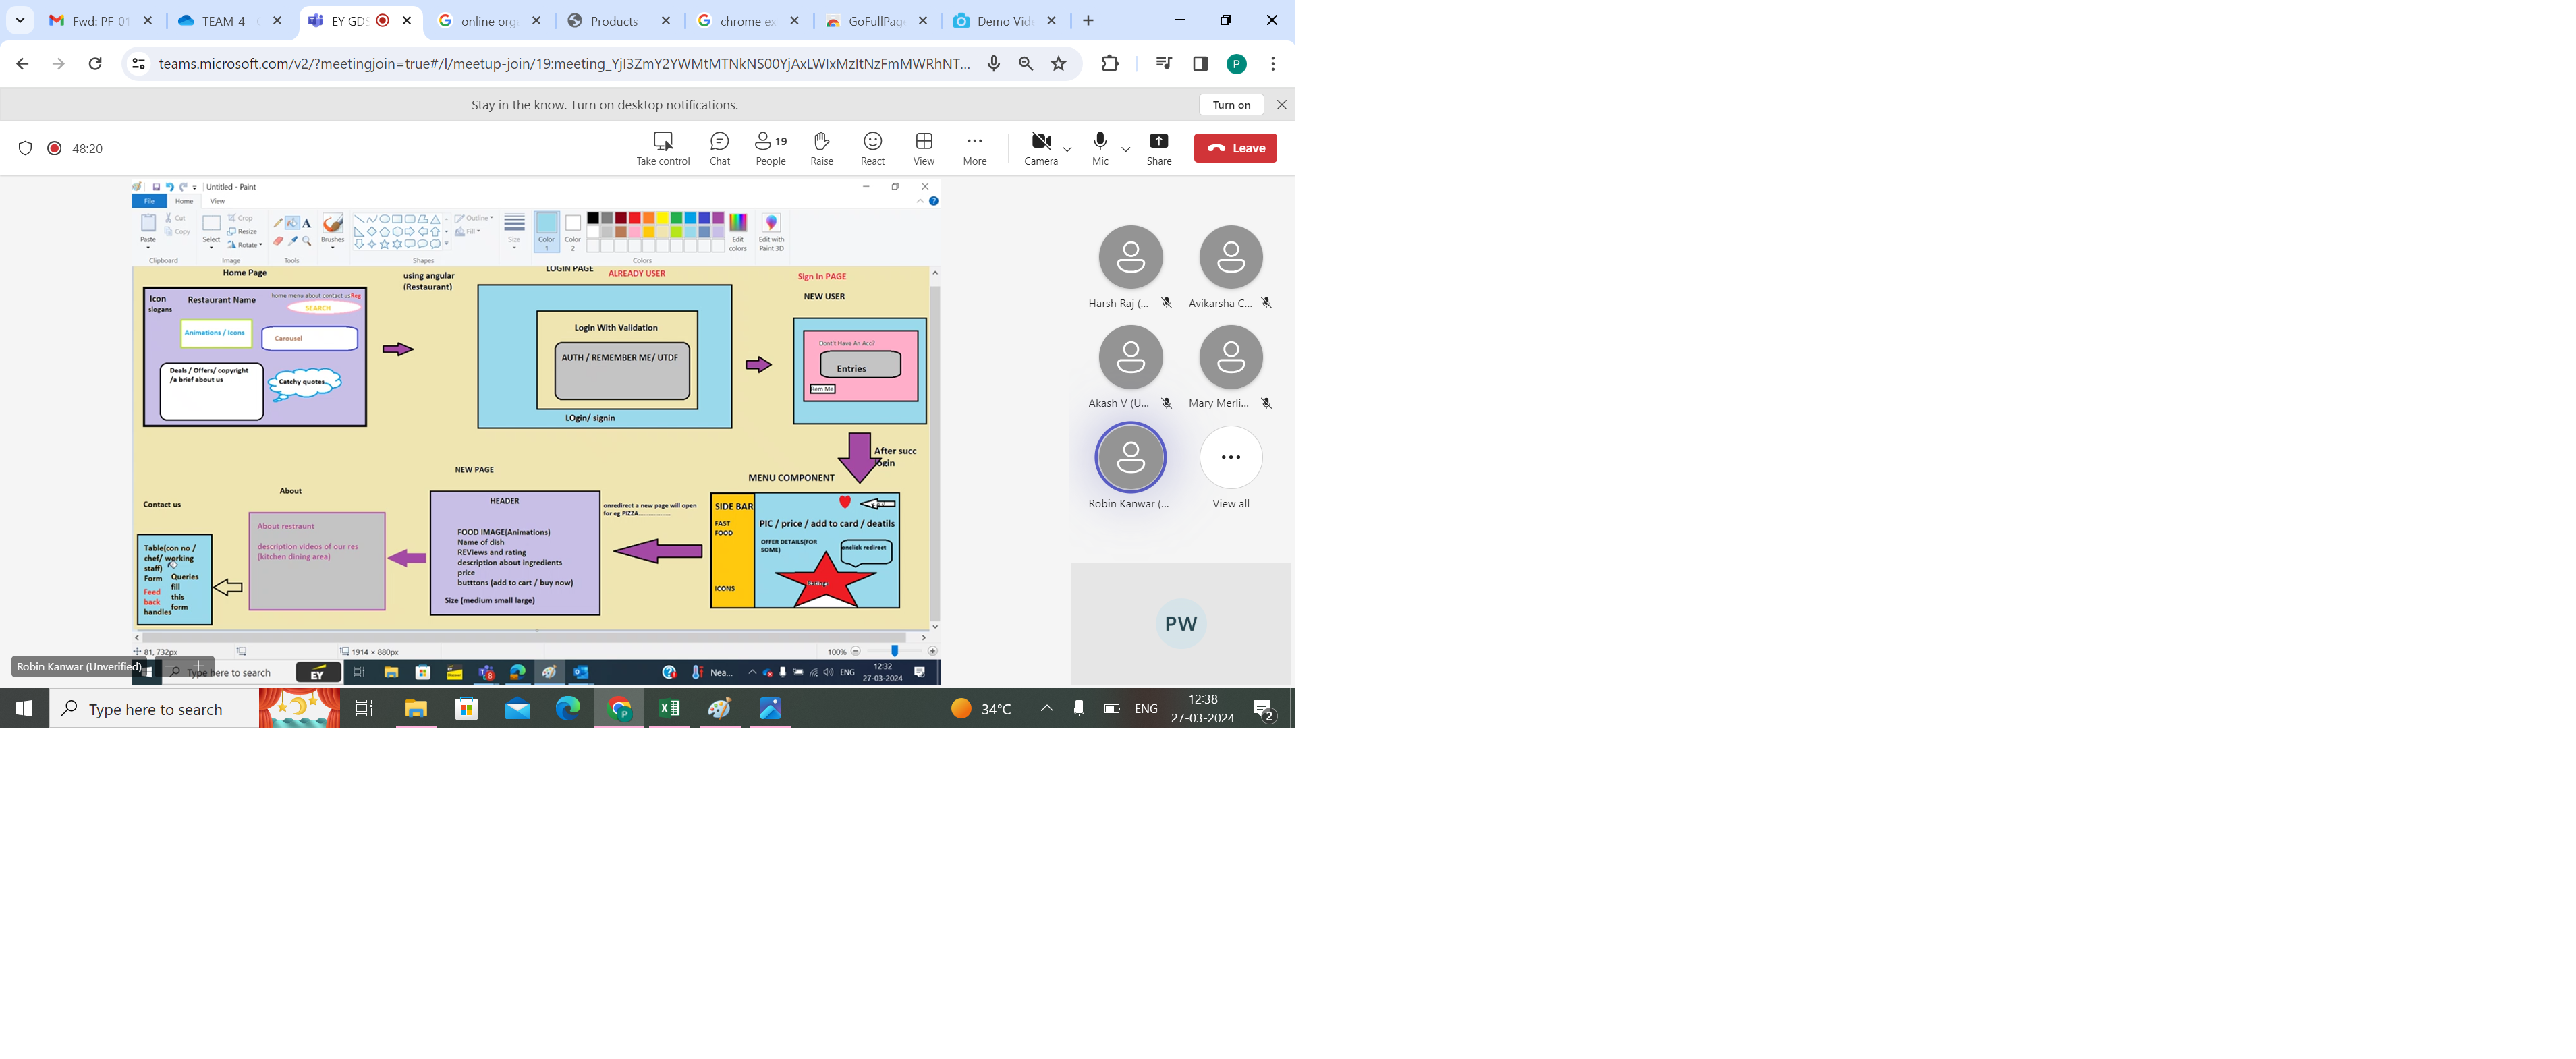 Fwd: PF-01
TEAM-4 -
EY GD
online org
Products –
chrome ex
GoFullPag
Demo Vid
teams.microsoft.com/v2/?meetingjoin=true#/l/meetup-join/19:meeting_YjI3ZmY2YWMtMTNkNS00YjAxLWIxMzItNzFmMWRhNT...
P
Stay in the know. Turn on desktop notifications.
Turn on
48:20
19
Take control
Chat
People
Raise
React
View
More
Camera
Mic
Share
Leave
Untitled - Paint
File
Home
View
Cut
Copy
Paste
Crop
Resize
Rotate
Select
A
Brushes
Outline
Fill
Size
Color 1
Color 2
Edit colors
Edit with Paint 3D
Clipboard
Image
Tools
Shapes
Colors
Home Page
using angular
(Restaurant)
LOGIN PAGE
ALREADY USER
Sign In PAGE
NEW USER
Icon
slogans
Restaurant Name
home menu about contact us Reg
SEARCH
Animations / Icons
Carousel
Deals / Offers/ copyright
/a brief about us
Catchy quotes
Login With Validation
AUTH / REMEMBER ME/ UTDF
LOgin/ signin
Dont't Have An Acz?
Entries
Rem Me
After succ
login
NEW PAGE
MENU COMPONENT
About
Contact us
HEADER
FOOD IMAGE(Animations)
Name of dish
REViews and rating
description about ingredients
price
butttons (add to cart / buy now)
Size (medium small large)
onredirect a new page will open
for eg PIZZA
SIDE BAR
FAST
FOOD
ICONS
PIC / price / add to card / deatils
OFFER DETAILS(FOR
SOME)
onclick redirect
About restraunt
description videos of our res
(kitchen dining area)
Table(con no /
chef/ working
staff)
Form
Queries
fill
this
form
Feed
back
handles
81, 732px
1914 × 880px
100%
Robin Kanwar (Unverified)
Type here to search
EY
Nea...
ENG
12:32
27-03-2024
Harsh Raj (...
Avikarsha C...
Akash V (U...
Mary Merli...
Robin Kanwar (...
View all
PW
Type here to search
34°C
ENG
12:38
27-03-2024
2